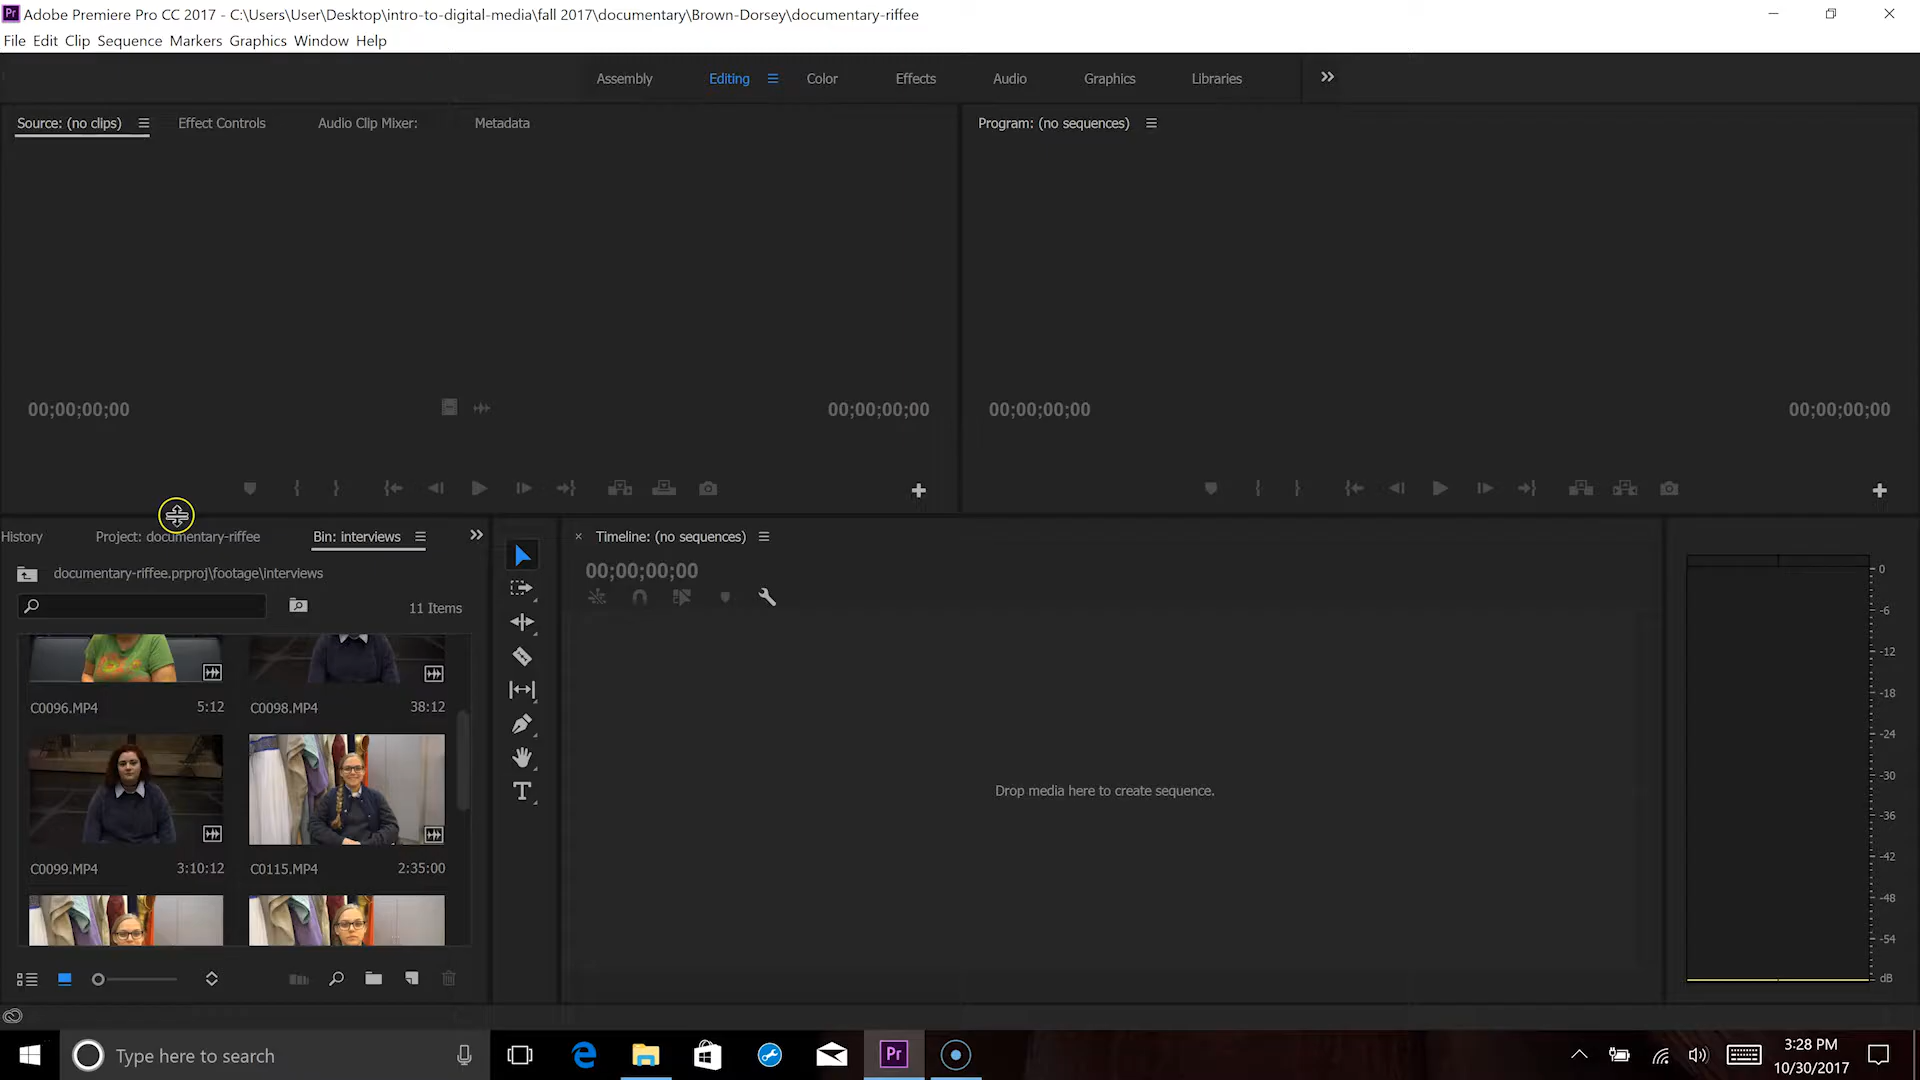 Pr Adobe Premiere Pro CC 2017 - C:\Users\User\Desktop\intro-to-digital-media\fall 2017\documentary\Brown-Dorsey\documentary-riffee
File Edit Clip Sequence Markers Graphics Window Help
Assembly Editing Color Effects Audio Graphics Libraries
Source: (no clips) Effect Controls Audio Clip Mixer: Metadata
Program: (no sequences)
00;00;00;00 00;00;00;00
00;00;00;00 00;00;00;00
History Project: documentary-riffee Bin: interviews
documentary-riffee.prproj\footage\interviews
11 Items
C0096.MP4 5:12
C0098.MP4 38:12
C0099.MP4 3:10:12
C0115.MP4 2:35:00
Timeline: (no sequences)
00;00;00;00
Drop media here to create sequence.
0
-6
-12
-18
-24
-30
-36
-42
-48
-54
dB
Type here to search
Pr
3:28 PM
10/30/2017